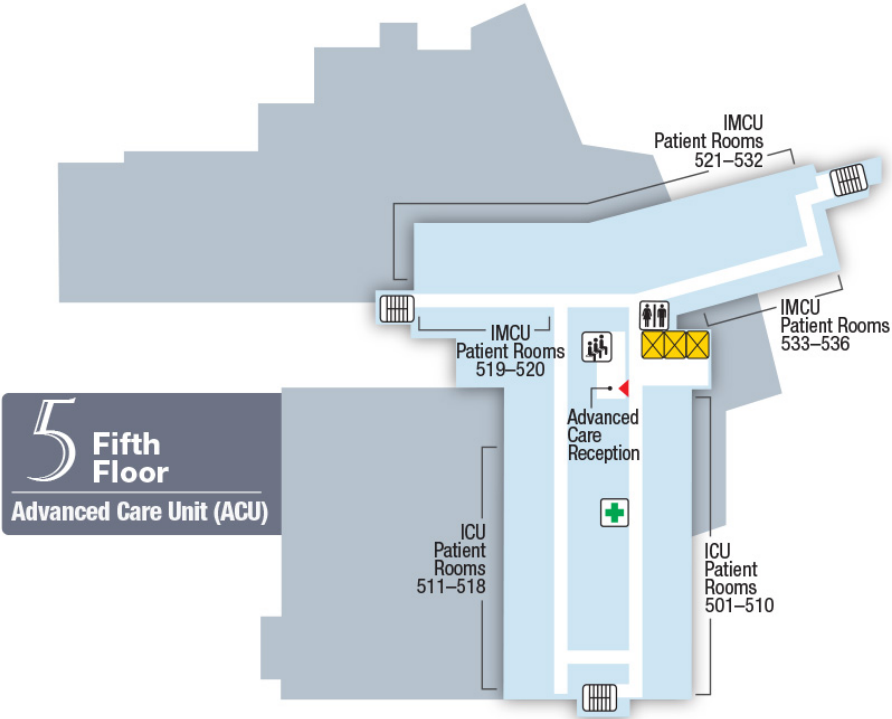 IMCU
Patient Rooms
521–532
IMCU
Patient Rooms
533–536
IMCU
Patient Rooms
519–520
Advanced
Care
Reception
5 Fifth
Floor
Advanced Care Unit (ACU)
ICU
Patient
Rooms
511–518
ICU
Patient
Rooms
501–510